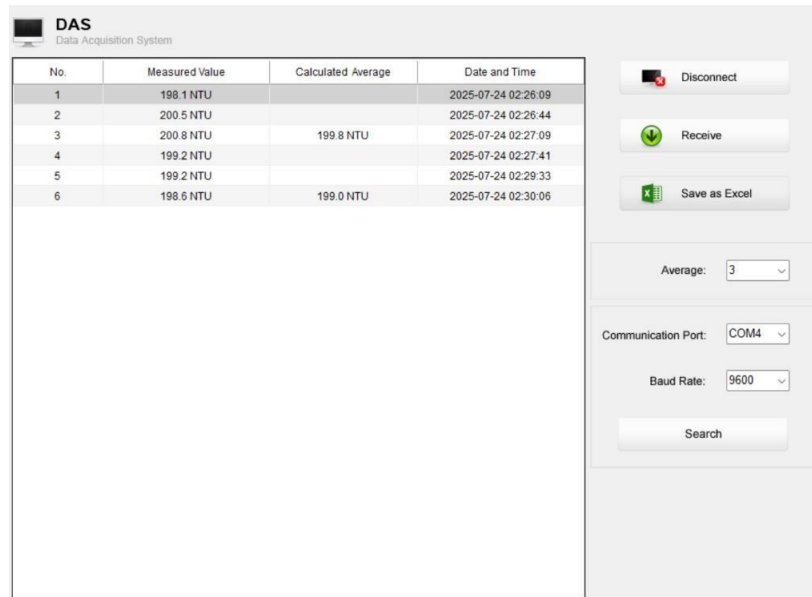 DAS
Data Acquisition System
No. Measured Value Calculated Average Date and Time
1 198.1 NTU 2025-07-24 02:26:09
2 200.5 NTU 2025-07-24 02:26:44
3 200.8 NTU 199.8 NTU 2025-07-24 02:27:09
4 199.2 NTU 2025-07-24 02:27:41
5 199.2 NTU 2025-07-24 02:29:33
6 198.6 NTU 199.0 NTU 2025-07-24 02:30:06
Disconnect
Receive
Save as Excel
Average: 3
Communication Port: COM4
Baud Rate: 9600
Search